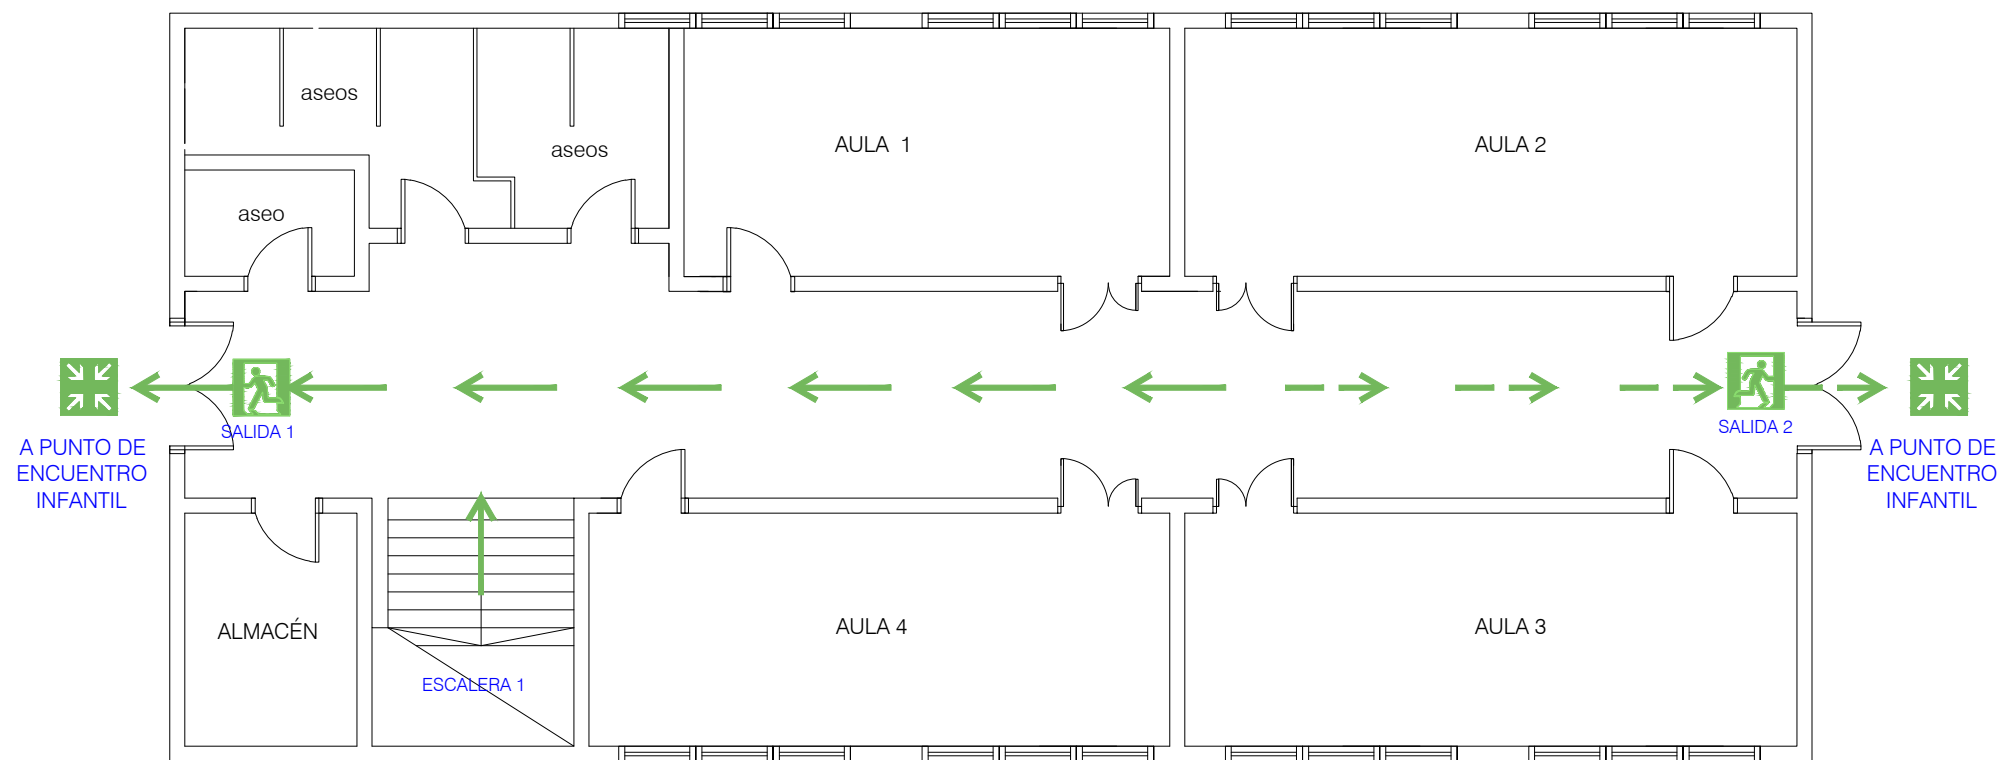 aseos
AULA 1
AULA 2
aseos
aseo
SALIDA 1
SALIDA 2
A PUNTO DE
ENCUENTRO
INFANTIL
A PUNTO DE
ENCUENTRO
INFANTIL
ALMACÉN
AULA 4
AULA 3
ESCALERA 1